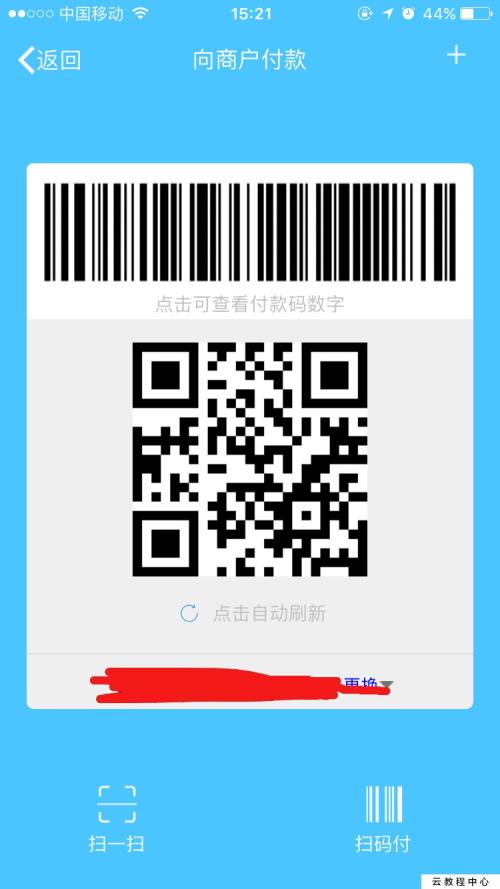 中国移动 15:21 44%
返回 向商户付款
点击可查看付款码数字
点击自动刷新
更换
扫一扫 扫码付
云教程中心